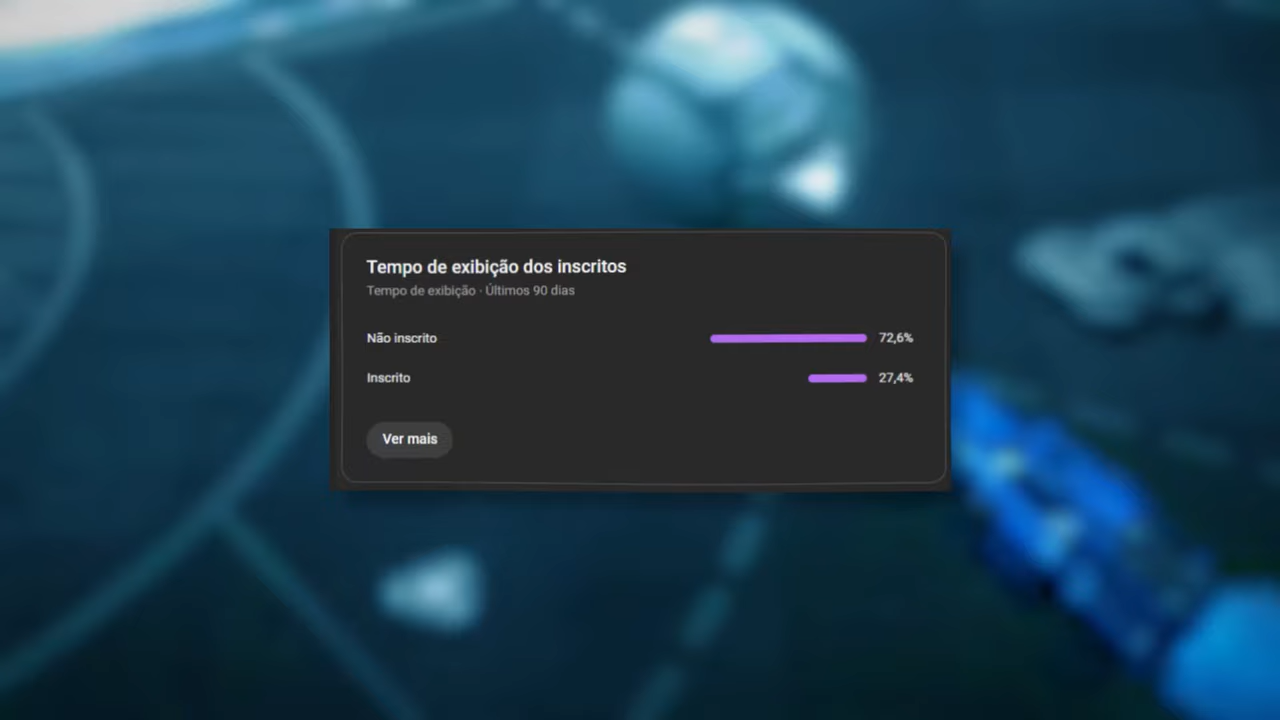 Tempo de exibição dos inscritos
Tempo de exibição · Últimos 90 dias
Não inscrito 72,6%
Inscrito 27,4%
Ver mais